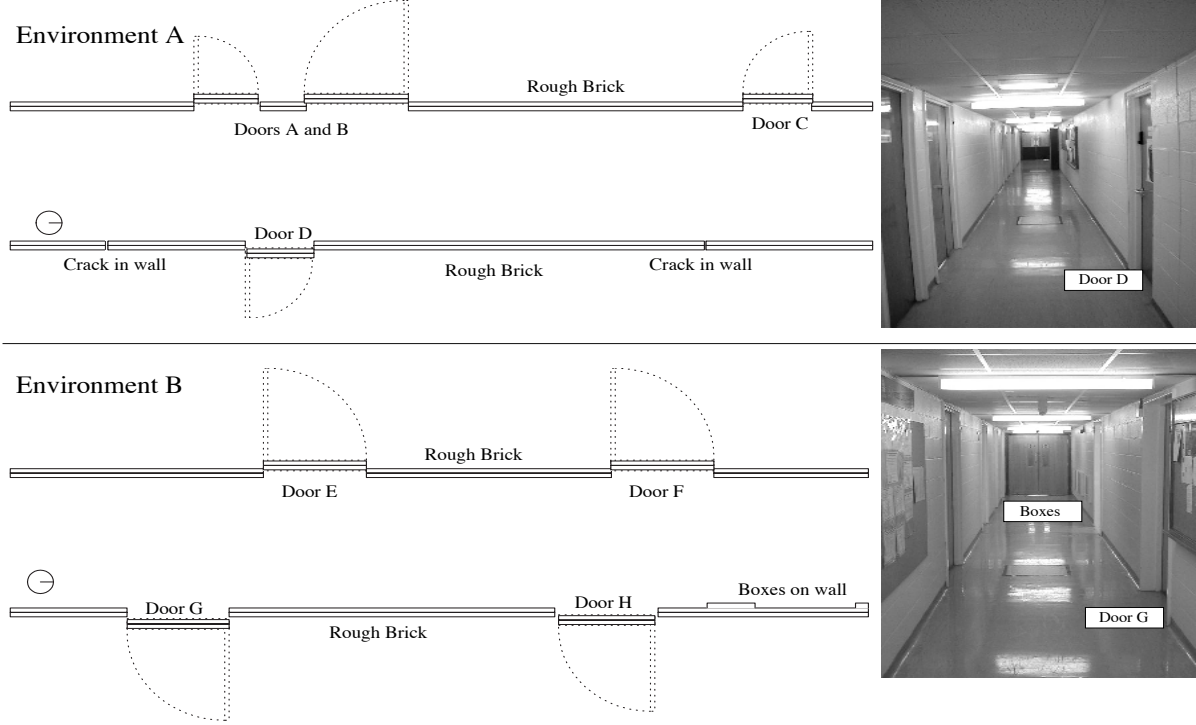 Environment A
Rough Brick
Doors A and B
Door C
Door D
Crack in wall
Rough Brick
Crack in wall
Door D
Environment B
Rough Brick
Door E
Door F
Boxes
Boxes on wall
Door G
Door H
Rough Brick
Door G